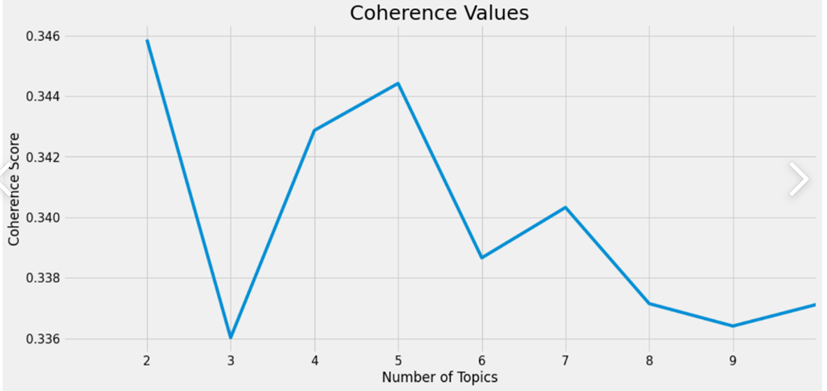 Coherence Values
0.346
0.344
0.342
0.340
0.338
0.336
Coherence Score
2 3 4 5 6 7 8 9
Number of Topics